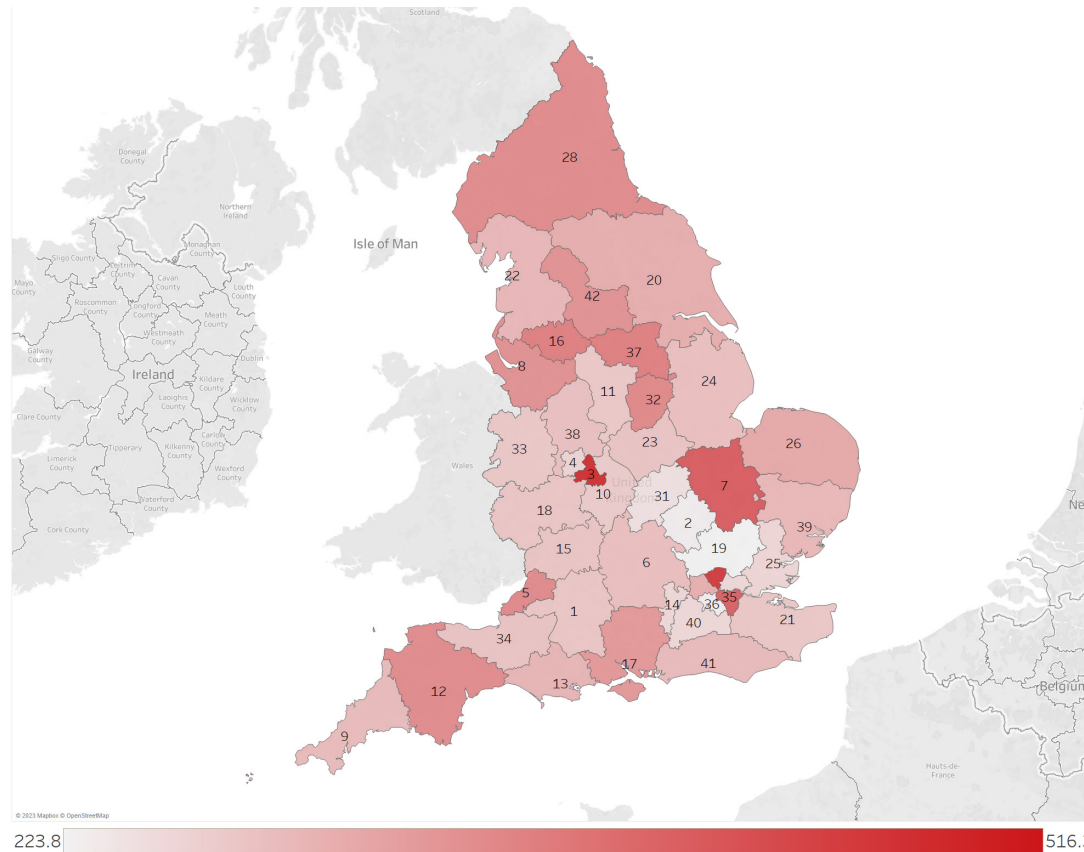 Scotland
Donegal
County
28
Northern
Ireland
Monaghan
County
Isle of Man
Sligo County
Leitrim
County
Cavan
County
Louth
County
Mayo
County
Roscommon
County
Longford
County
Meath
County
22
20
42
Westmeath
County
Galway
County
Dublin
Ireland
16
37
8
Kildare
County
Wicklow
County
Laoighis
County
11
24
32
Clare County
Carlow
County
Tipperary
Kilkenny
County
38
23
26
33
Limerick
County
Wexford
County
Wales
4
3
United
Kingdom
7
Waterford
County
10
31
Cork County
18
2
39
15
19
6
25
5
14
36
35
1
40
21
34
41
17
13
12
Belgium
9
Hauts-de-
France
© 2023 Mapbox © OpenStreetMap
223.8